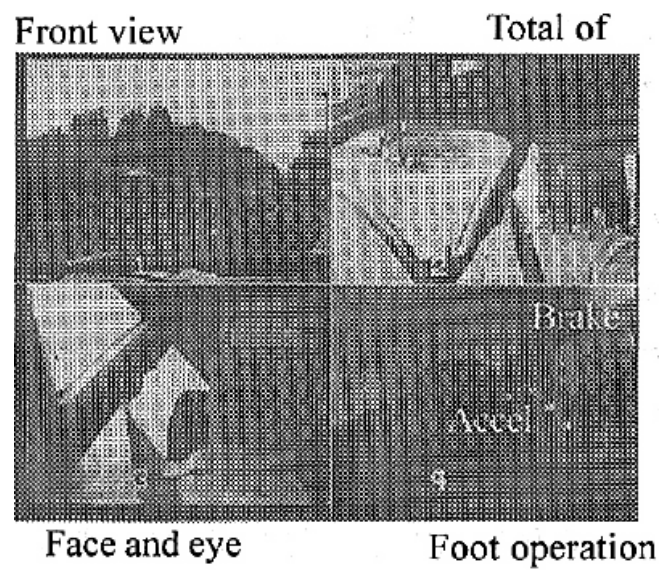 Front view
Total of
Brake
Accel
Face and eye
Foot operation